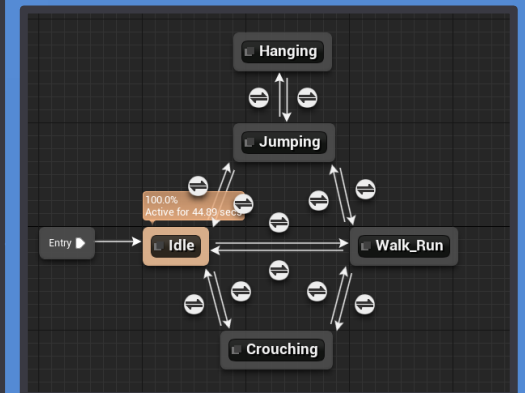 Hanging
Jumping
100.0%
Active for 44.89 secs
Entry
Idle
Walk_Run
Crouching